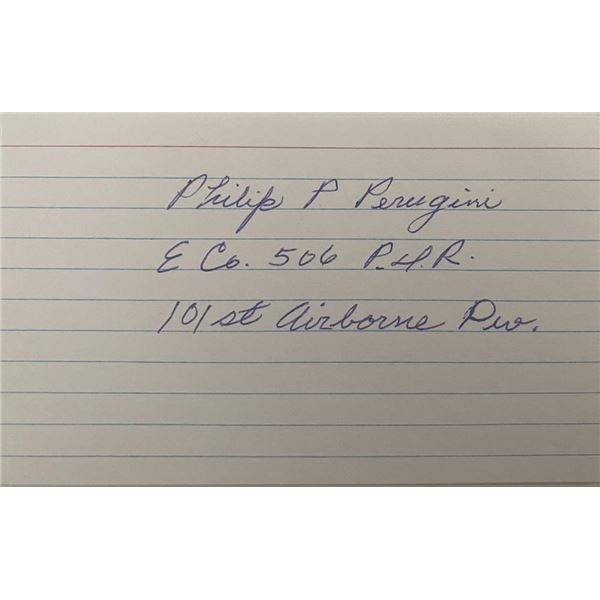 Philip P Perugini
E Co. 506 P.I.R.
101st Airborne Div.